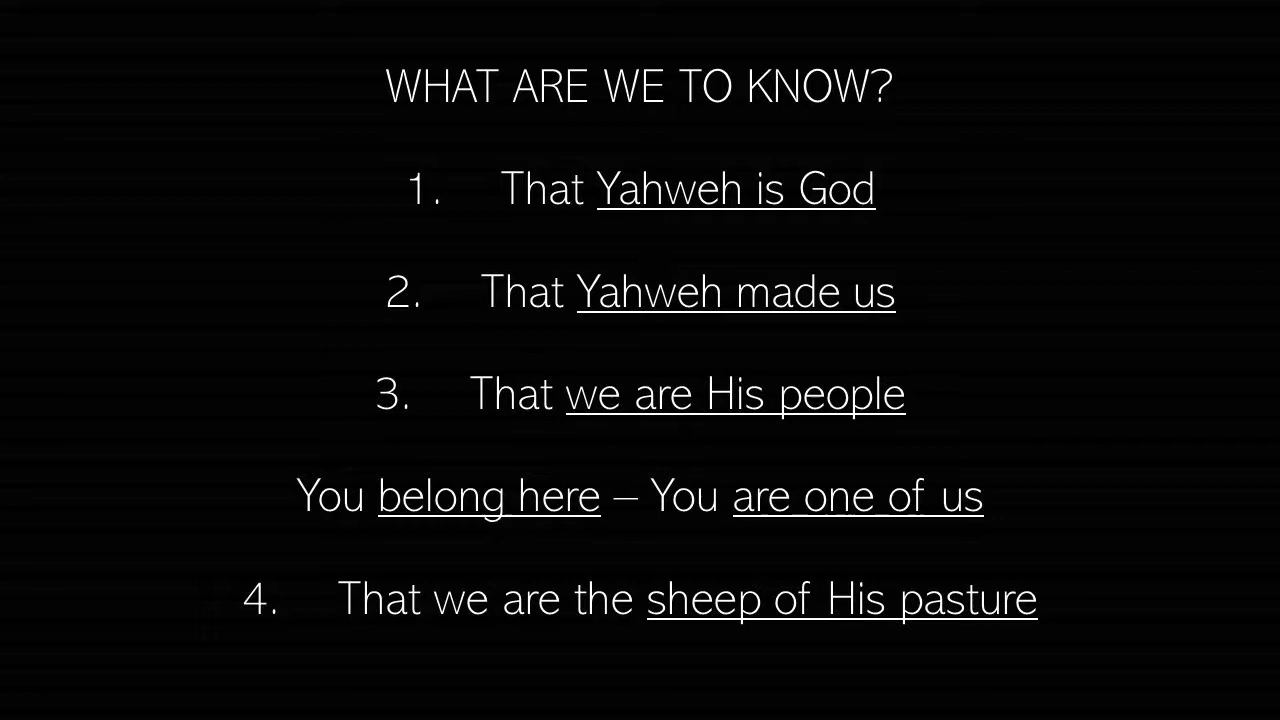 WHAT ARE WE TO KNOW?
1. That Yahweh is God
2. That Yahweh made us
3. That we are His people
You belong here – You are one of us
4. That we are the sheep of His pasture